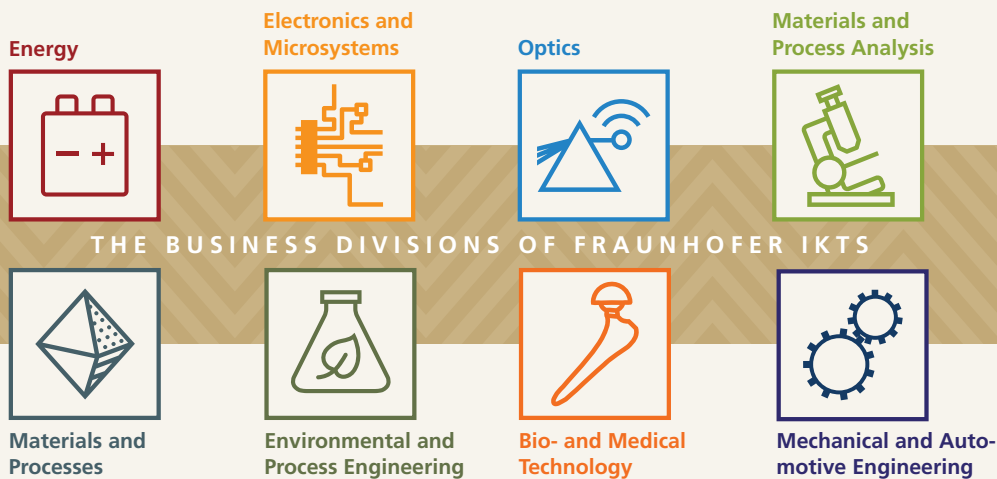 Energy
Electronics and
Microsystems
Optics
Materials and
Process Analysis
THE BUSINESS DIVISIONS OF FRAUNHOFER IKTS
Materials and
Processes
Environmental and
Process Engineering
Bio- and Medical
Technology
Mechanical and Auto-
motive Engineering